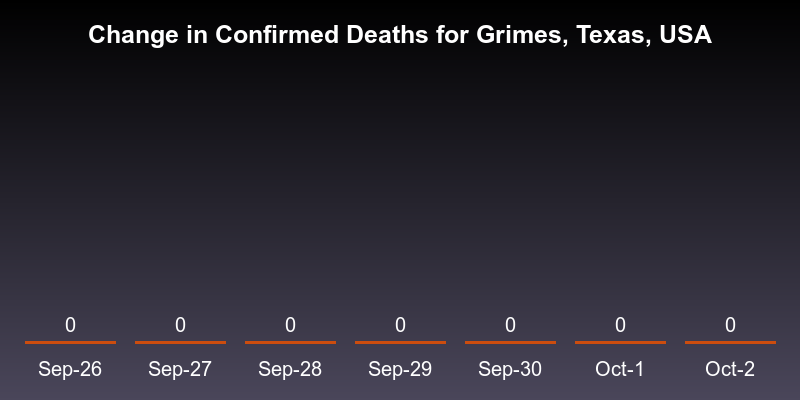 Change in Confirmed Deaths for Grimes, Texas, USA
0 0 0 0 0 0 0
Sep-26 Sep-27 Sep-28 Sep-29 Sep-30 Oct-1 Oct-2